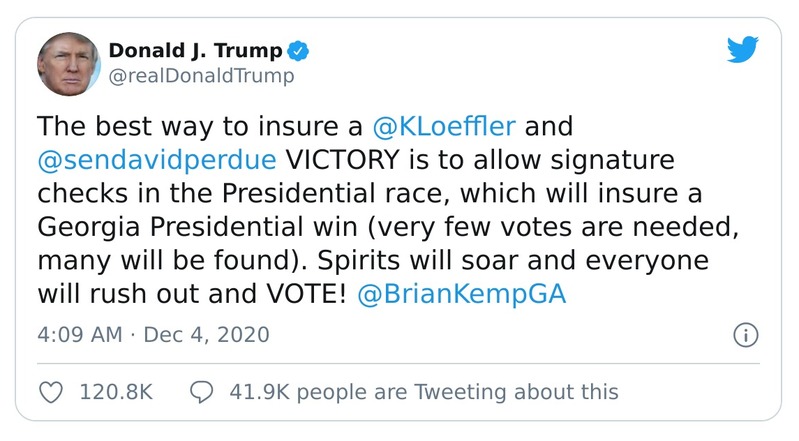 Donald J. Trump
@realDonaldTrump
The best way to insure a @KLoeffler and
@sendavidperdue VICTORY is to allow signature
checks in the Presidential race, which will insure a
Georgia Presidential win (very few votes are needed,
many will be found). Spirits will soar and everyone
will rush out and VOTE! @BrianKempGA
4:09 AM · Dec 4, 2020
120.8K 41.9K people are Tweeting about this